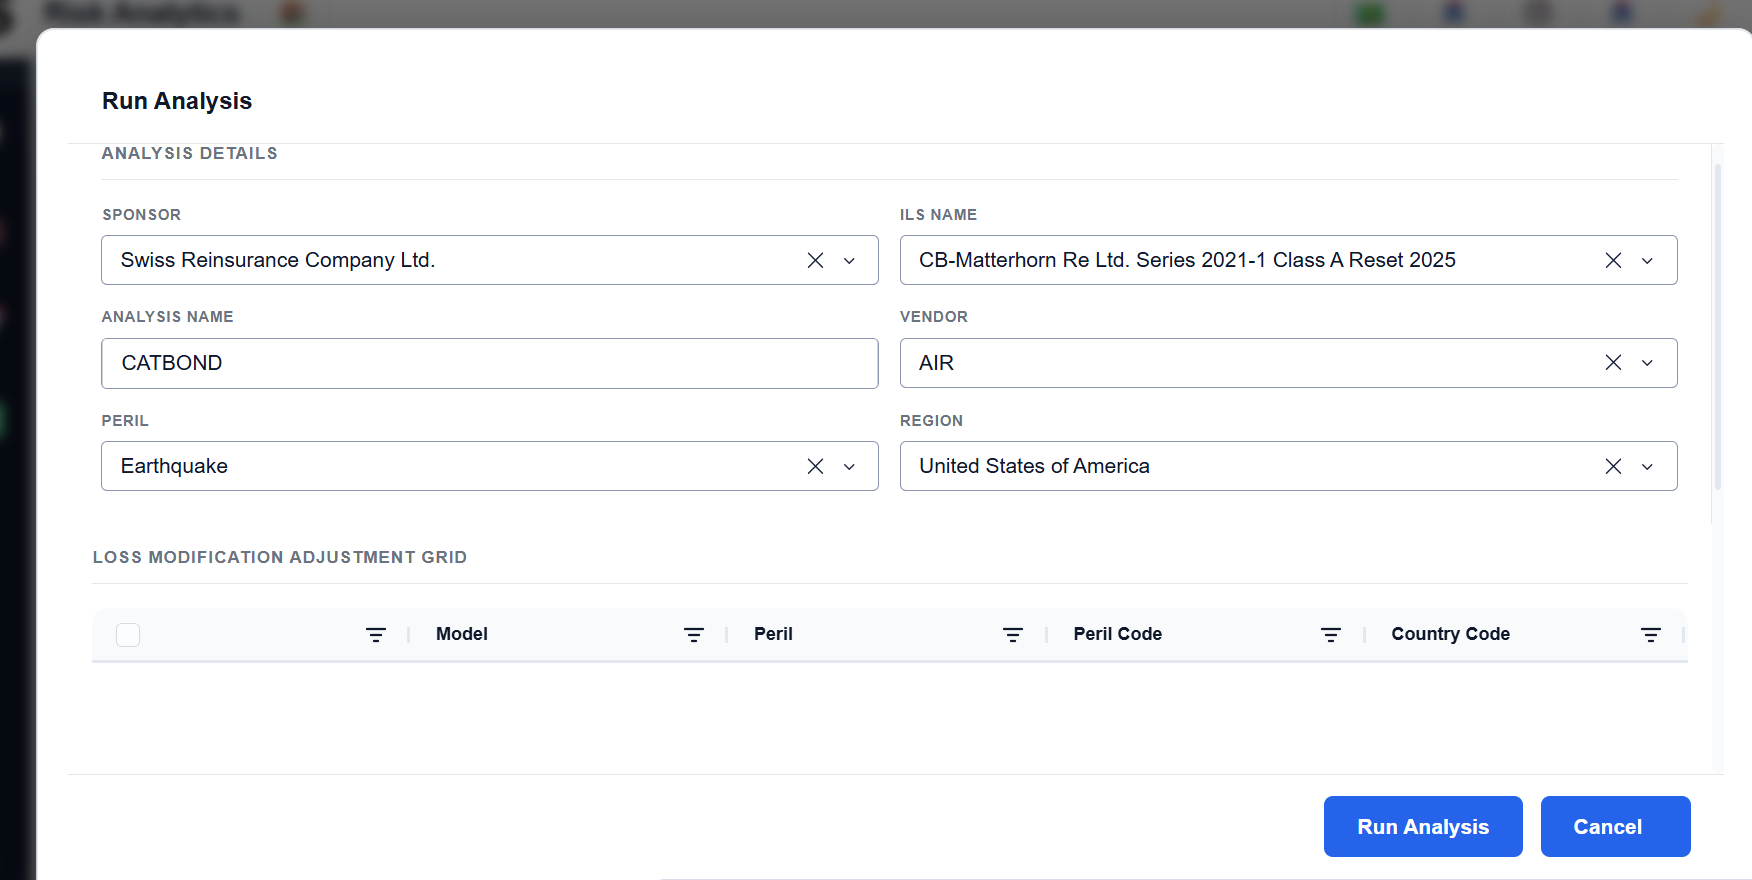 Risk Analytics
Run Analysis
ANALYSIS DETAILS
SPONSOR
ILS NAME
Swiss Reinsurance Company Ltd.
CB-Matterhorn Re Ltd. Series 2021-1 Class A Reset 2025
ANALYSIS NAME
VENDOR
CATBOND
AIR
PERIL
REGION
Earthquake
United States of America
LOSS MODIFICATION ADJUSTMENT GRID
Model Peril Peril Code Country Code
Run Analysis
Cancel